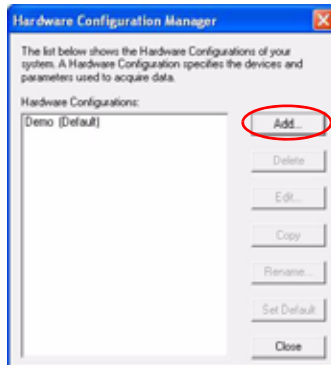 Hardware Configuration Manager
The list below shows the Hardware Configurations of your
system. A Hardware Configuration specifies the devices and
parameters used to acquire data.
Hardware Configurations:
Demo (Default)
Add...
Delete
Edit...
Copy
Rename...
Set Default
Close